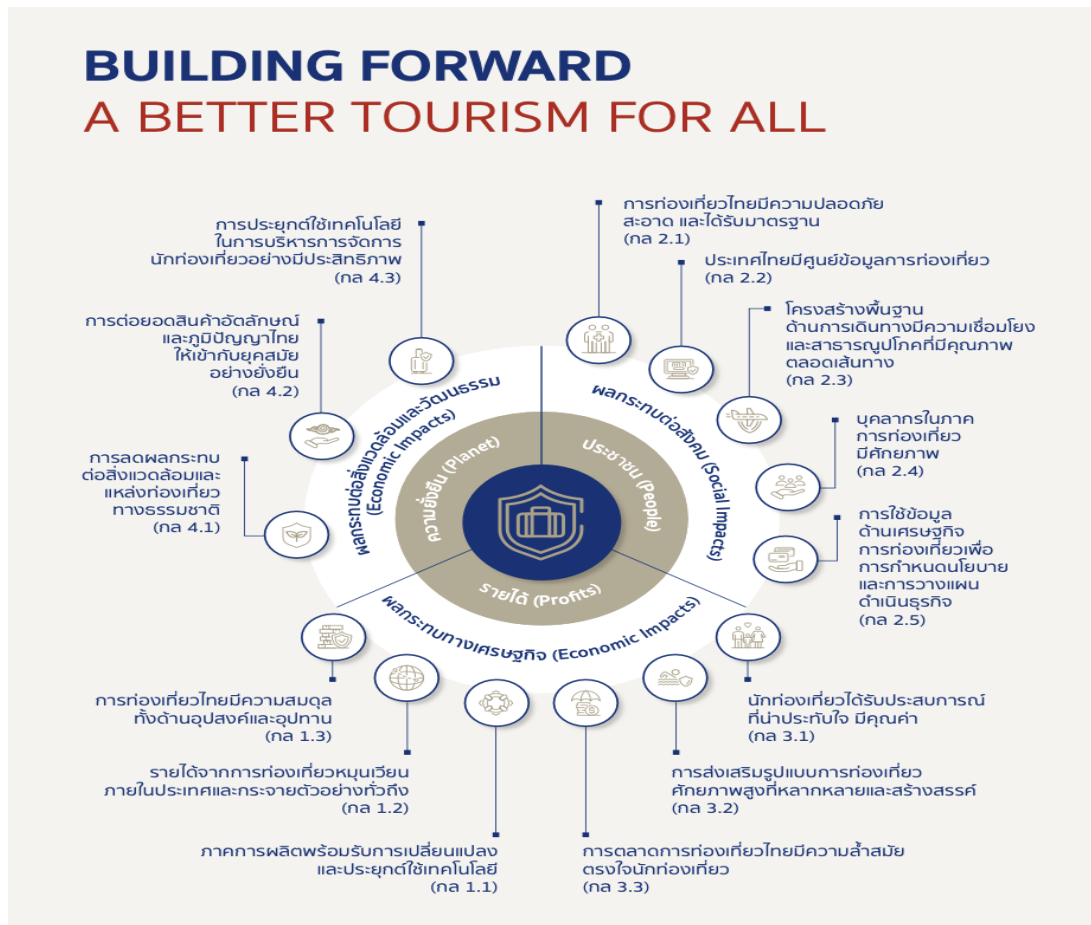 BUILDING FORWARD
A BETTER TOURISM FOR ALL
การท่องเที่ยวไทยมีความปลอดภัย
สะอาด และได้รับมาตรฐาน
(กล 2.1)
ประเทศไทยมีศูนย์ข้อมูลการท่องเที่ยว
(กล 2.2)
โครงสร้างพื้นฐาน
ด้านการเดินทางมีความเชื่อมโยง
และสาธารณูปโภคที่มีคุณภาพ
ตลอดเส้นทาง
(กล 2.3)
บุคลากรในภาค
การท่องเที่ยว
มีศักยภาพ
(กล 2.4)
การใช้ข้อมูล
ด้านเศรษฐกิจ
การท่องเที่ยวเพื่อ
การกำหนดนโยบาย
และการวางแผน
ดำเนินธุรกิจ
(กล 2.5)
นักท่องเที่ยวได้รับประสบการณ์
ที่น่าประทับใจ มีคุณค่า
(กล 3.1)
การส่งเสริมรูปแบบการท่องเที่ยว
ศักยภาพสูงที่หลากหลายและสร้างสรรค์
(กล 3.2)
การตลาดการท่องเที่ยวไทยมีความล้ำสมัย
ตรงใจนักท่องเที่ยว
(กล 3.3)
ภาคการผลิตพร้อมรับการเปลี่ยนแปลง
และประยุกต์ใช้เทคโนโลยี
(กล 1.1)
รายได้จากการท่องเที่ยวหมุนเวียน
ภายในประเทศและกระจายตัวอย่างทั่วถึง
(กล 1.2)
การท่องเที่ยวไทยมีความสมดุล
ทั้งด้านอุปสงค์และอุปทาน
(กล 1.3)
การลดผลกระทบ
ต่อสิ่งแวดล้อมและ
แหล่งท่องเที่ยว
ทางธรรมชาติ
(กล 4.1)
การต่อยอดสินค้าอัตลักษณ์
และภูมิปัญญาไทย
ให้เข้ากับยุคสมัย
อย่างยั่งยืน
(กล 4.2)
การประยุกต์ใช้เทคโนโลยี
ในการบริหารการจัดการ
นักท่องเที่ยวอย่างมีประสิทธิภาพ
(กล 4.3)
ผลกระทบต่อสิ่งแวดล้อมและวัฒนธรรม
(Economic Impacts)
ความยั่งยืน (Planet)
ผลกระทบต่อสังคม (Social Impacts)
ประชาชน (People)
รายได้ (Profits)
ผลกระทบทางเศรษฐกิจ (Economic Impacts)